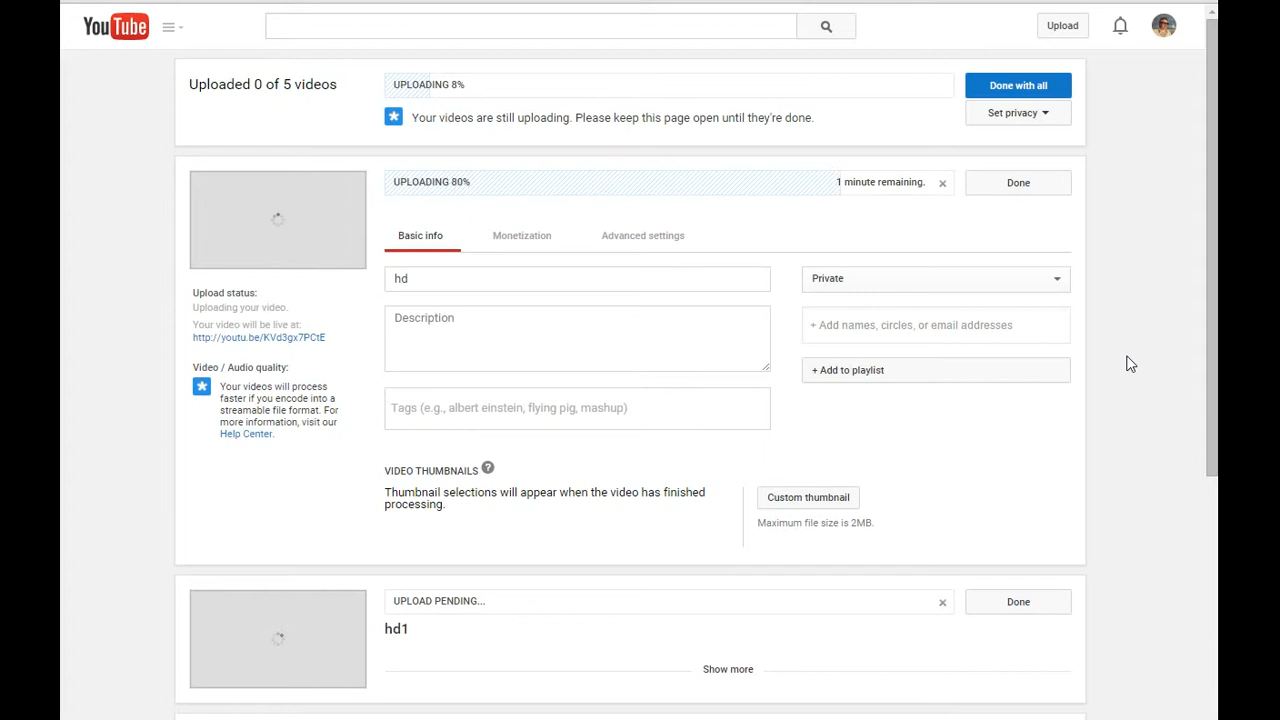 YouTube
Upload
Uploaded 0 of 5 videos
UPLOADING 8%
Done with all
Your videos are still uploading. Please keep this page open until they're done.
Set privacy
UPLOADING 80%
1 minute remaining.
Done
Basic info
Monetization
Advanced settings
hd
Private
Upload status:
Uploading your video.
Your video will be live at:
http://youtu.be/KVd3gx7PCtE
Description
+ Add names, circles, or email addresses
Video / Audio quality:
Your videos will process
faster if you encode into a
streamable file format. For
more information, visit our
Help Center.
+ Add to playlist
Tags (e.g., albert einstein, flying pig, mashup)
VIDEO THUMBNAILS ?
Thumbnail selections will appear when the video has finished
processing.
Custom thumbnail
Maximum file size is 2MB.
UPLOAD PENDING...
Done
hd1
Show more